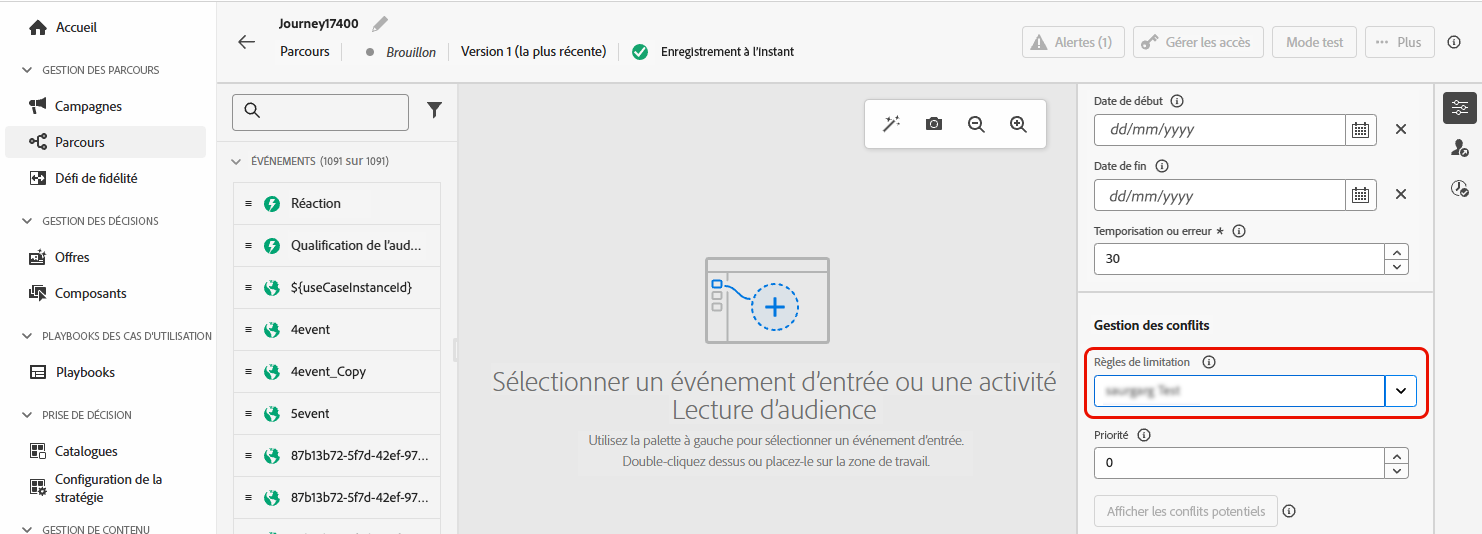 Accueil
GESTION DES PARCOURS
Campagnes
Parcours
Défi de fidélité
GESTION DES DÉCISIONS
Offres
Composants
PLAYBOOKS DES CAS D'UTILISATION
Playbooks
PRISE DE DÉCISION
Catalogues
Configuration de la
stratégie
GESTION DE CONTENU
Journey17400
Parcours
Brouillon
Version 1 (la plus récente)
Enregistrement à l'instant
Alertes (1)
Gérer les accès
Mode test
Plus
ÉVÉNEMENTS (1091 sur 1091)
Réaction
Qualification de l'aud...
${useCaseInstanceId}
4event
4event_Copy
5event
87b13b72-5f7d-42ef-97...
87b13b72-5f7d-42ef-97...
Sélectionner un événement d'entrée ou une activité
Lecture d'audience
Utilisez la palette à gauche pour sélectionner un événement d'entrée.
Double-cliquez dessus ou placez-le sur la zone de travail.
Date de début
dd/mm/yyyy
Date de fin
dd/mm/yyyy
Temporisation ou erreur *
30
Gestion des conflits
Règles de limitation
Priorité
0
Afficher les conflits potentiels